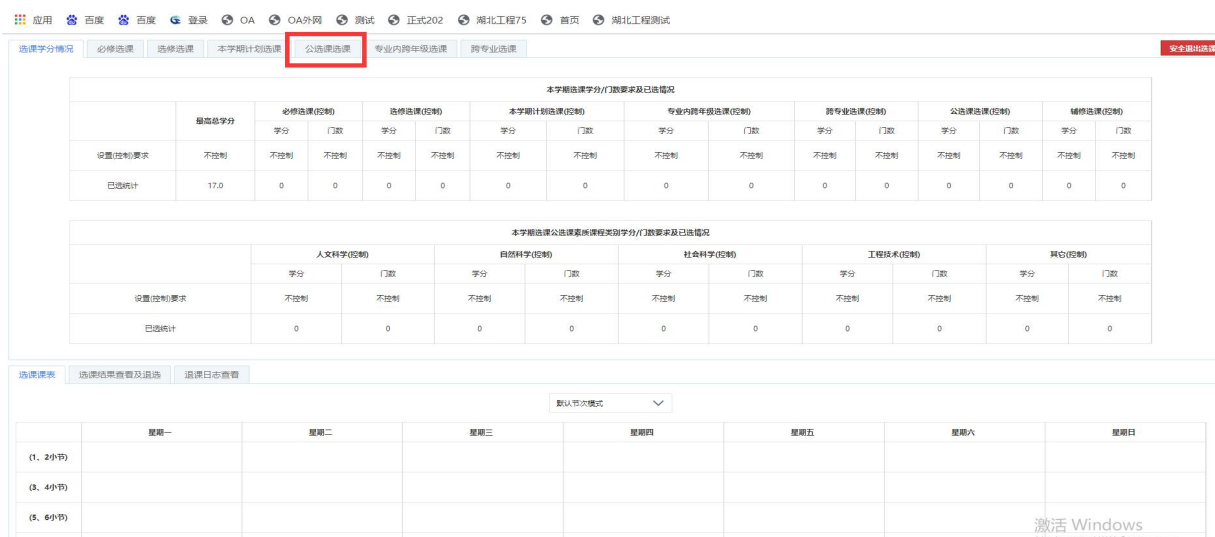 应用 百度 百度 登录 OA OA外网 测试 正式202 湖北工程75 首页 湖北工程测试
选课学分情况 必修选课 选修选课 本学期计划选课 公选课选课 专业内跨年级选课 跨专业选课 安全退出选课
本学期选课学分/门数要求及已选情况
最高总学分 必修选课(控制) 选修选课(控制) 本学期计划选课(控制) 专业内跨年级选课(控制) 跨专业选课(控制) 公选课选课(控制) 辅修选课(控制)
学分 门数 学分 门数 学分 门数 学分 门数 学分 门数 学分 门数 学分 门数
设置(控制)要求 不控制 不控制 不控制 不控制 不控制 不控制 不控制 不控制 不控制 不控制 不控制 不控制 不控制 不控制 不控制
已选统计 17.0 0 0 0 0 0 0 0 0 0 0 0 0 0 0
本学期选课公选课素质课程类别学分/门数要求及已选情况
人文科学(控制) 自然科学(控制) 社会科学(控制) 工程技术(控制) 其它(控制)
学分 门数 学分 门数 学分 门数 学分 门数 学分 门数
设置(控制)要求 不控制 不控制 不控制 不控制 不控制 不控制 不控制 不控制 不控制 不控制
已选统计 0 0 0 0 0 0 0 0 0 0
选课课表 选课结果查看及退选 退课日志查看
默认节次模式
星期一 星期二 星期三 星期四 星期五 星期六 星期日
(1、2小节)
(3、4小节)
(5、6小节)
激活 Windows